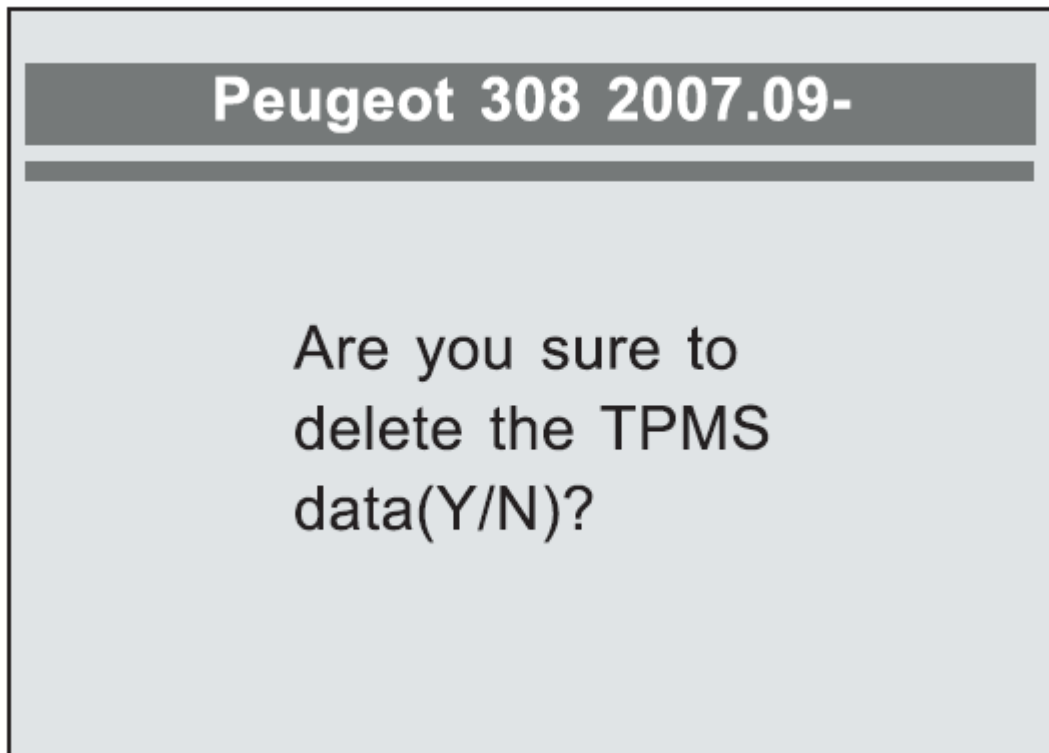 Peugeot 308 2007.09-
Are you sure to
delete the TPMS
data(Y/N)?